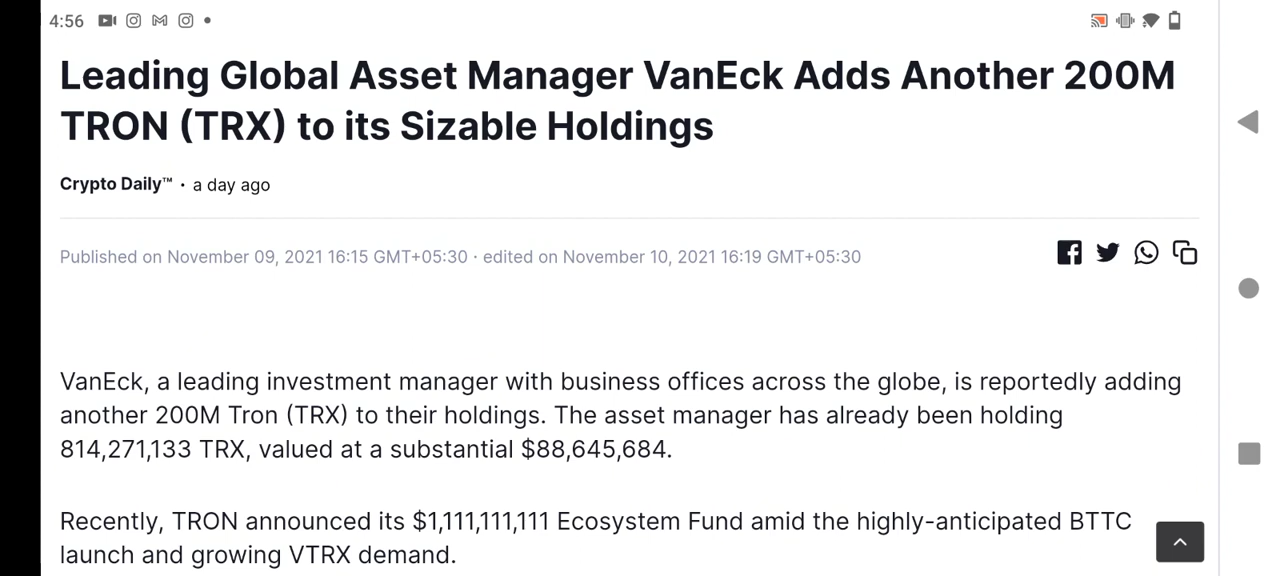 4:56
Leading Global Asset Manager VanEck Adds Another 200M
TRON (TRX) to its Sizable Holdings
Crypto Daily™ · a day ago
Published on November 09, 2021 16:15 GMT+05:30 · edited on November 10, 2021 16:19 GMT+05:30
VanEck, a leading investment manager with business offices across the globe, is reportedly adding
another 200M Tron (TRX) to their holdings. The asset manager has already been holding
814,271,133 TRX, valued at a substantial $88,645,684.
Recently, TRON announced its $1,111,111,111 Ecosystem Fund amid the highly-anticipated BTTC
launch and growing VTRX demand.